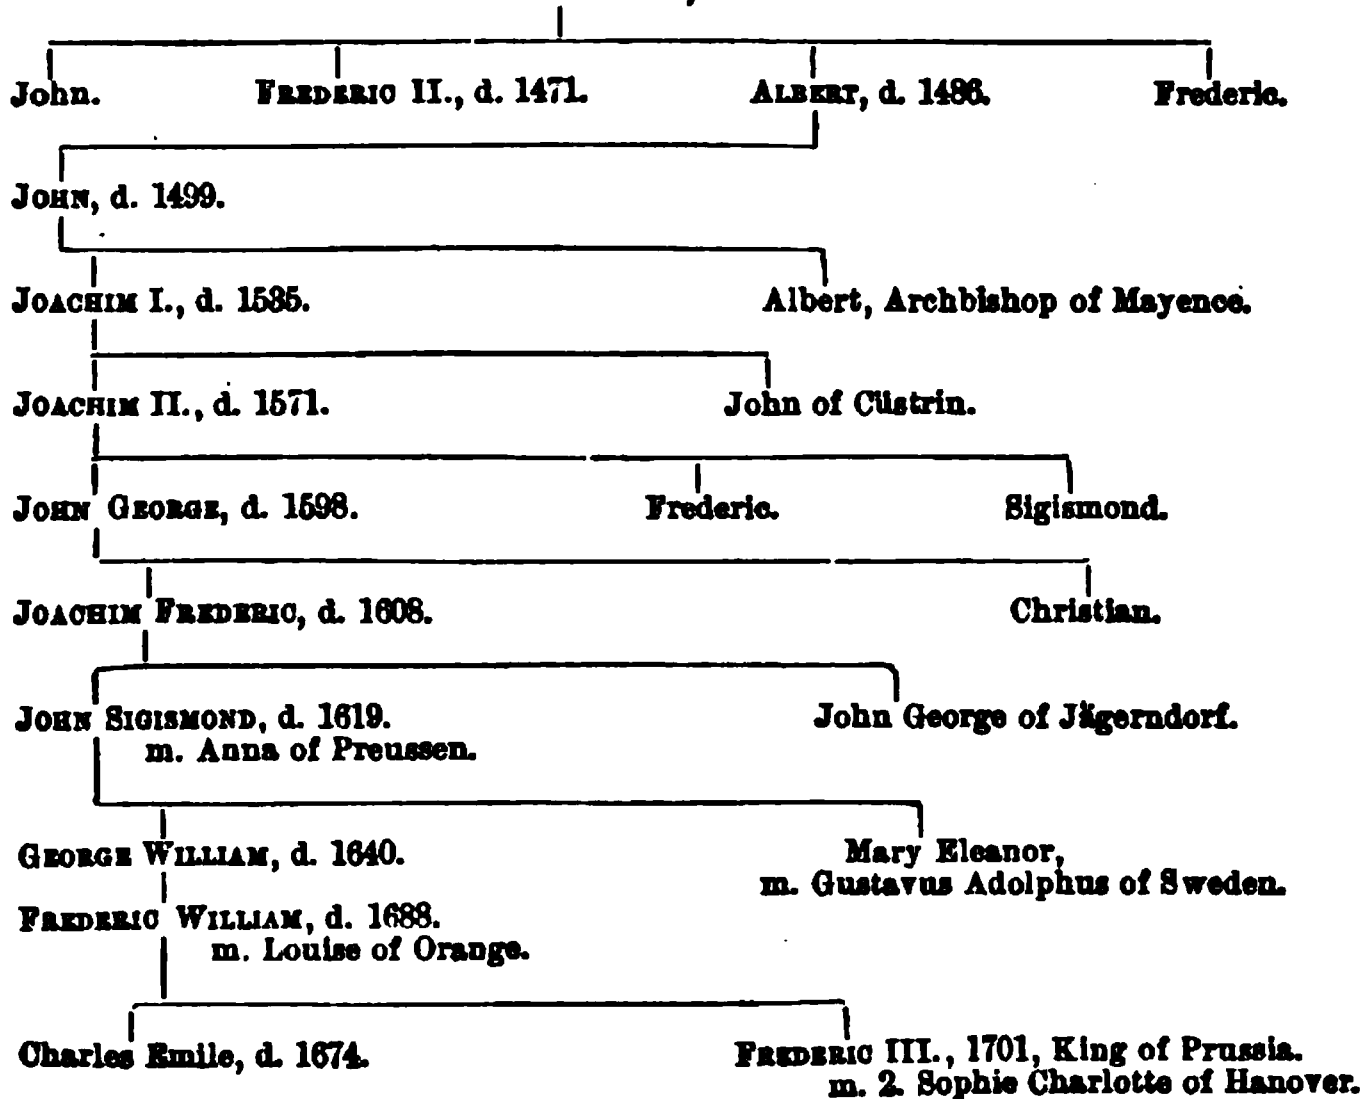 John. FREDERIC II., d. 1471. ALBERT, d. 1486. Frederic.
JOHN, d. 1499.
JOACHIM I., d. 1535. Albert, Archbishop of Mayence.
JOACHIM II., d. 1571. John of Cüstrin.
JOHN GEORGE, d. 1598. Frederic. Sigismond.
JOACHIM FREDERIC, d. 1608. Christian.
JOHN SIGISMOND, d. 1619. John George of Jägerndorf.
m. Anna of Preussen.
GEORGE WILLIAM, d. 1640. Mary Eleanor,
m. Gustavus Adolphus of Sweden.
FREDERIC WILLIAM, d. 1688.
m. Louise of Orange.
Charles Emile, d. 1674. FREDERIC III., 1701, King of Prussia.
m. 2. Sophie Charlotte of Hanover.